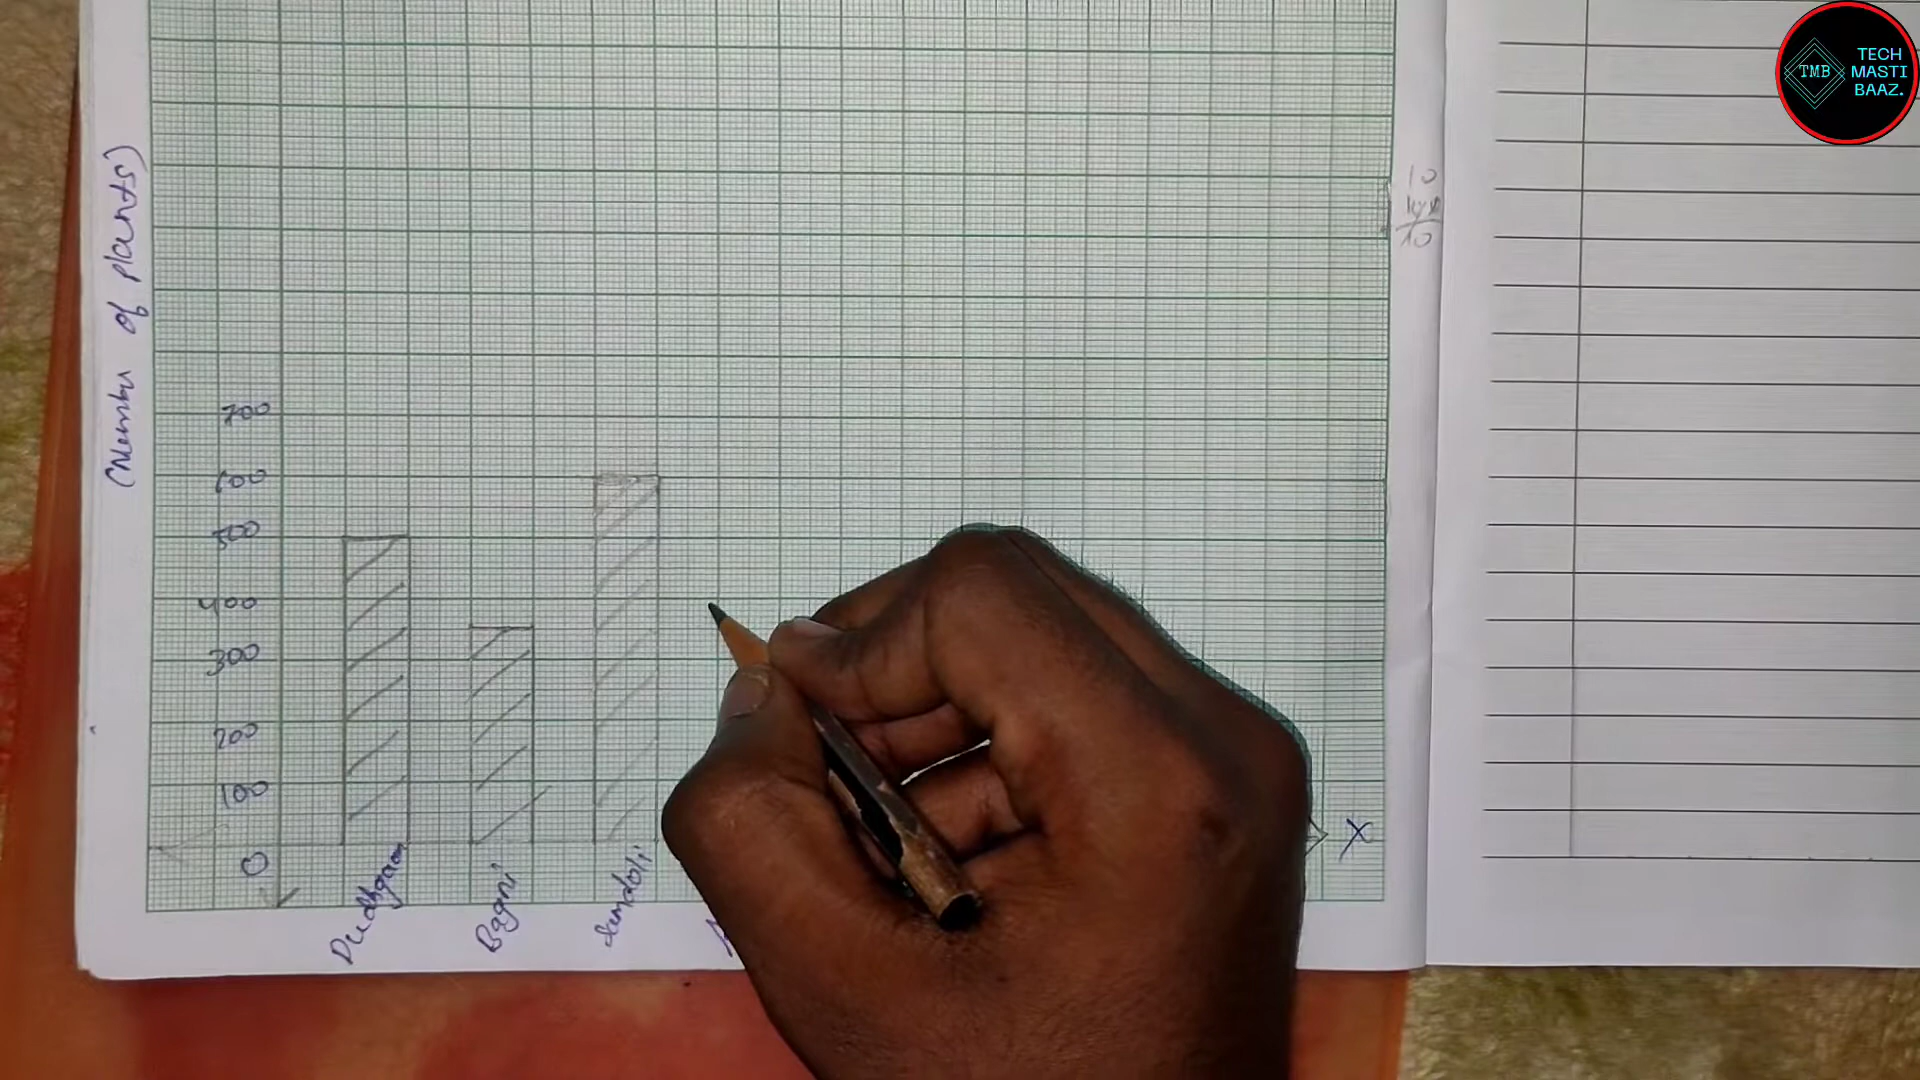 TECH
MASTI
BAAZ.
TMB
(Number of plants)
700
600
500
400
300
200
100
0
Dudhgaon
Bagni
Samdoli
X
10
10